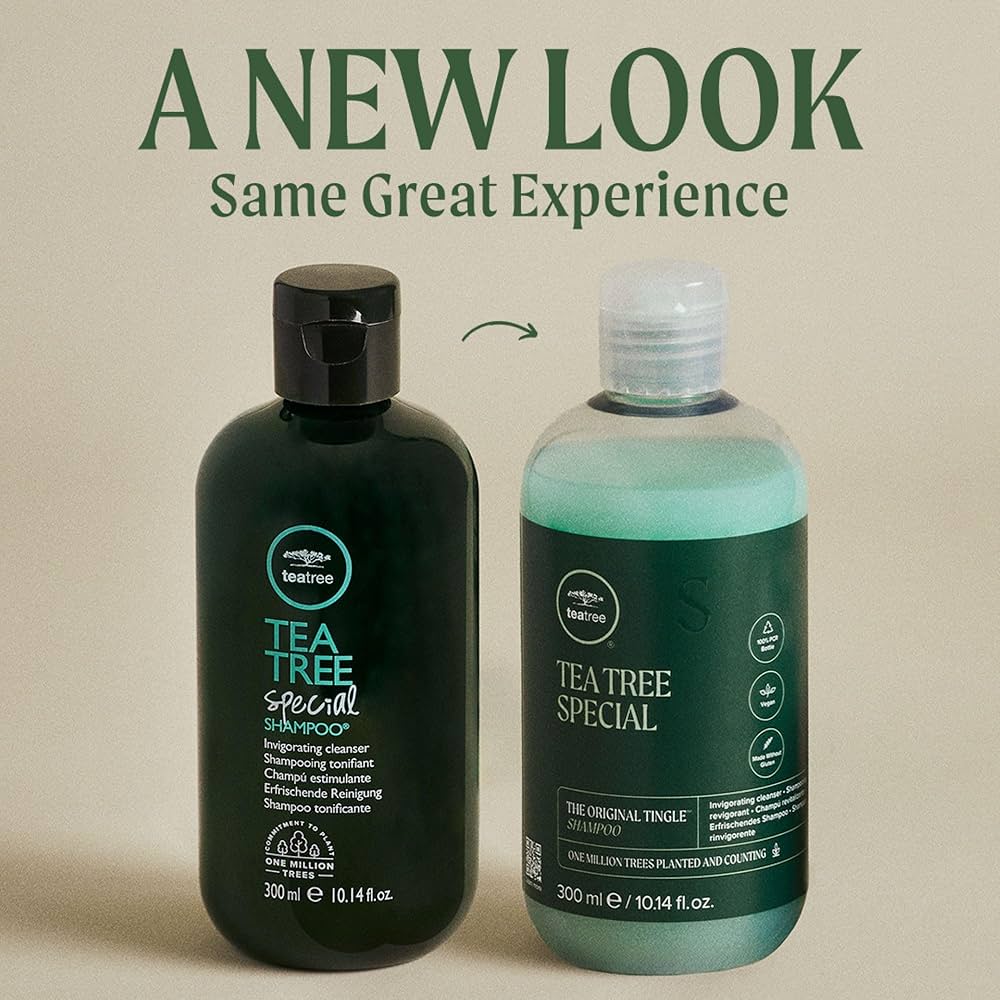 A NEW LOOK
Same Great Experience
teatree
TEA
TREE
special
SHAMPOO®
Invigorating cleanser
Shampooing tonifiant
Champú estimulante
Erfrischende Reinigung
Shampoo tonificante
COMMITMENT TO PLANT
ONE MILLION
TREES
300 ml e 10.14 fl.oz.
teatree
®
S
TEA TREE
SPECIAL
100% PCR
Bottle
Vegan
Made Without
Gluten
THE ORIGINAL TINGLE™
SHAMPOO
Invigorating cleanser •
revigorant • Champú
Erfrischendes Shampoo •
rinvigorente
ONE MILLION TREES PLANTED AND COUNTING
300 ml e / 10.14 fl.oz.